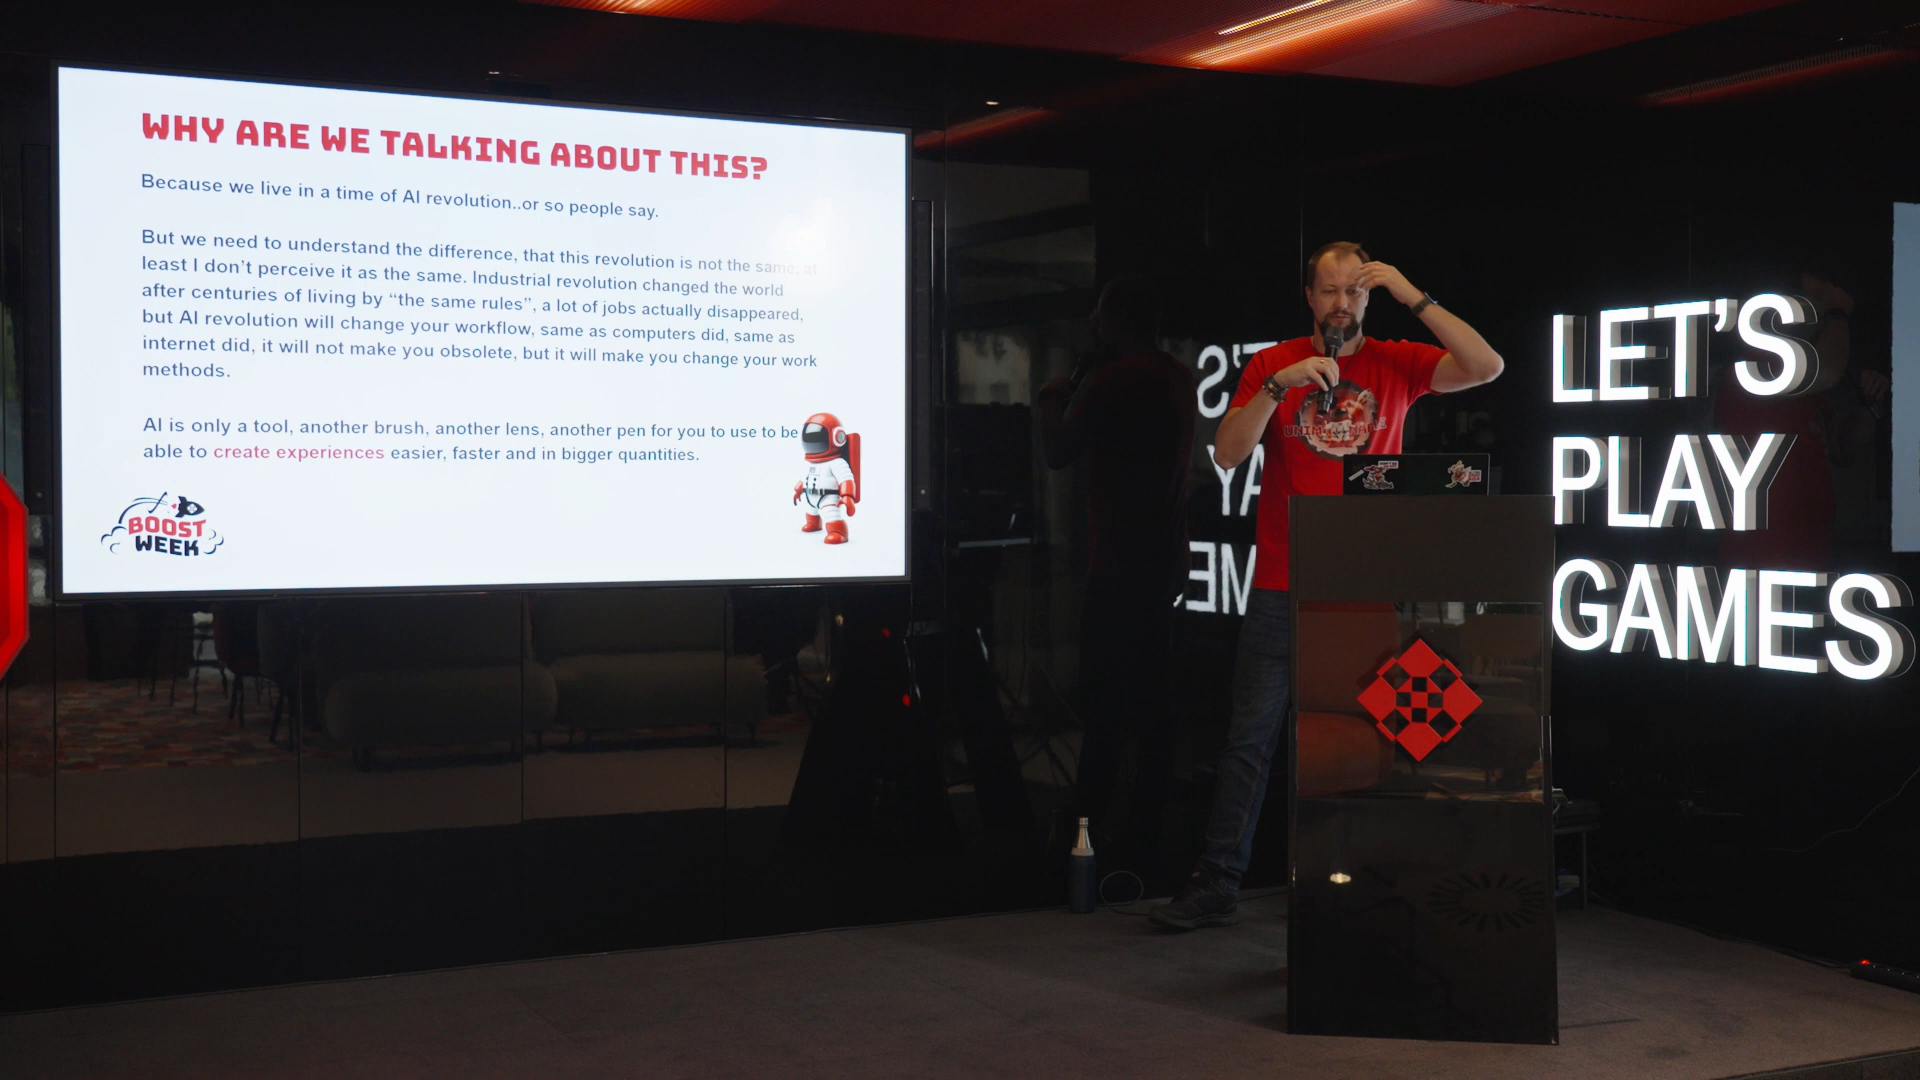 WHY ARE WE TALKING ABOUT THIS?
Because we live in a time of AI revolution..or so people say.
But we need to understand the difference, that this revolution is not the same, at
least I don't perceive it as the same. Industrial revolution changed the world
after centuries of living by “the same rules”, a lot of jobs actually disappeared,
but AI revolution will change your workflow, same as computers did, same as
internet did, it will not make you obsolete, but it will make you change your work
methods.
AI is only a tool, another brush, another lens, another pen for you to use to be
able to create experiences easier, faster and in bigger quantities.
BOOST
WEEK
LET'S
PLAY
GAMES